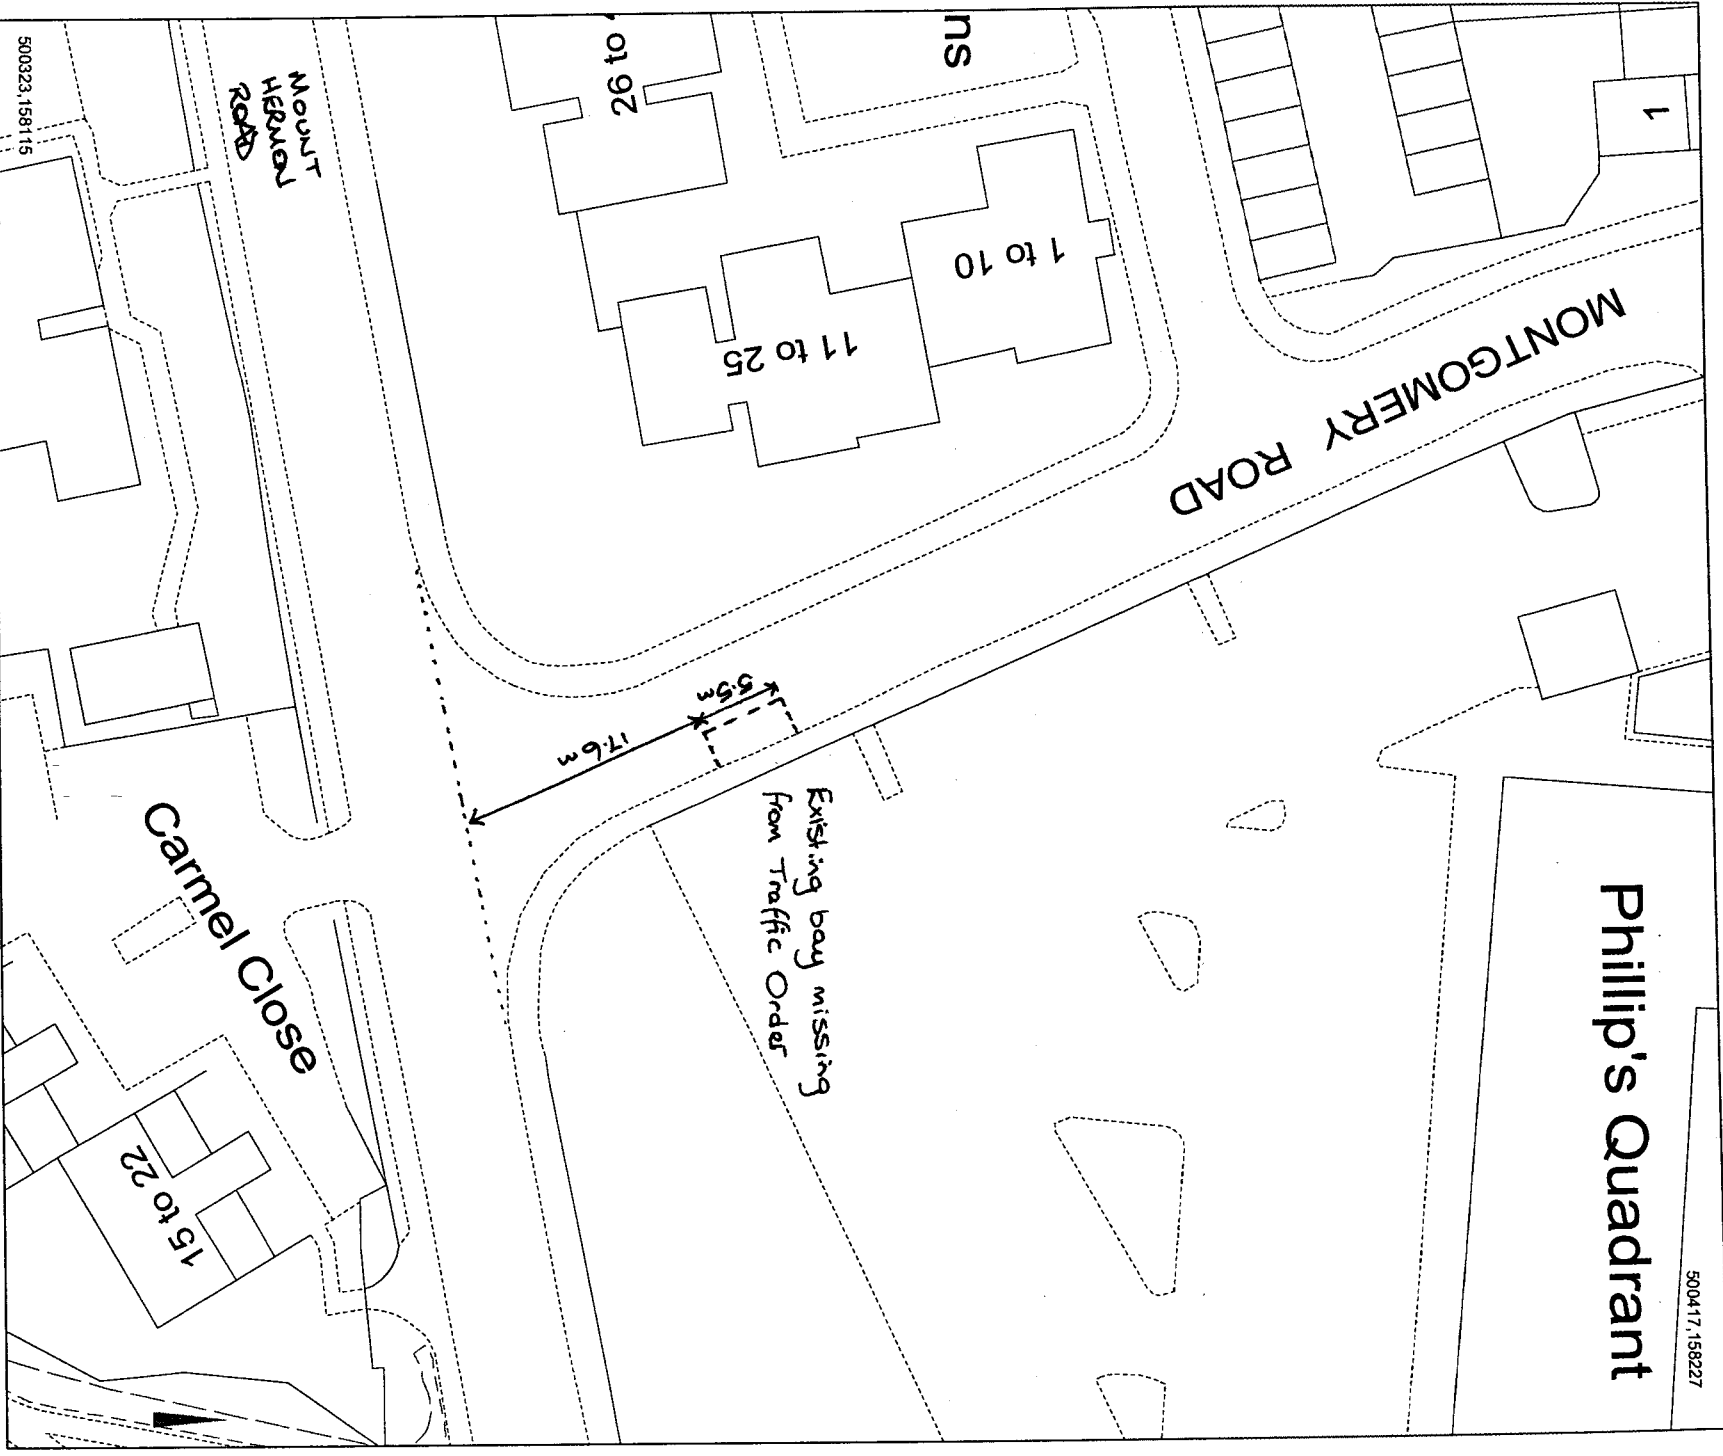 500323,158115
MOUNT
HERMON
ROAD
26 to
su
1
1 to 10
11 to 25
MONTGOMERY ROAD
5.5m
17.6m
Existing bay missing
from Traffic Order
Carmel Close
15 to 22
Phillip's Quadrant
500417,158227